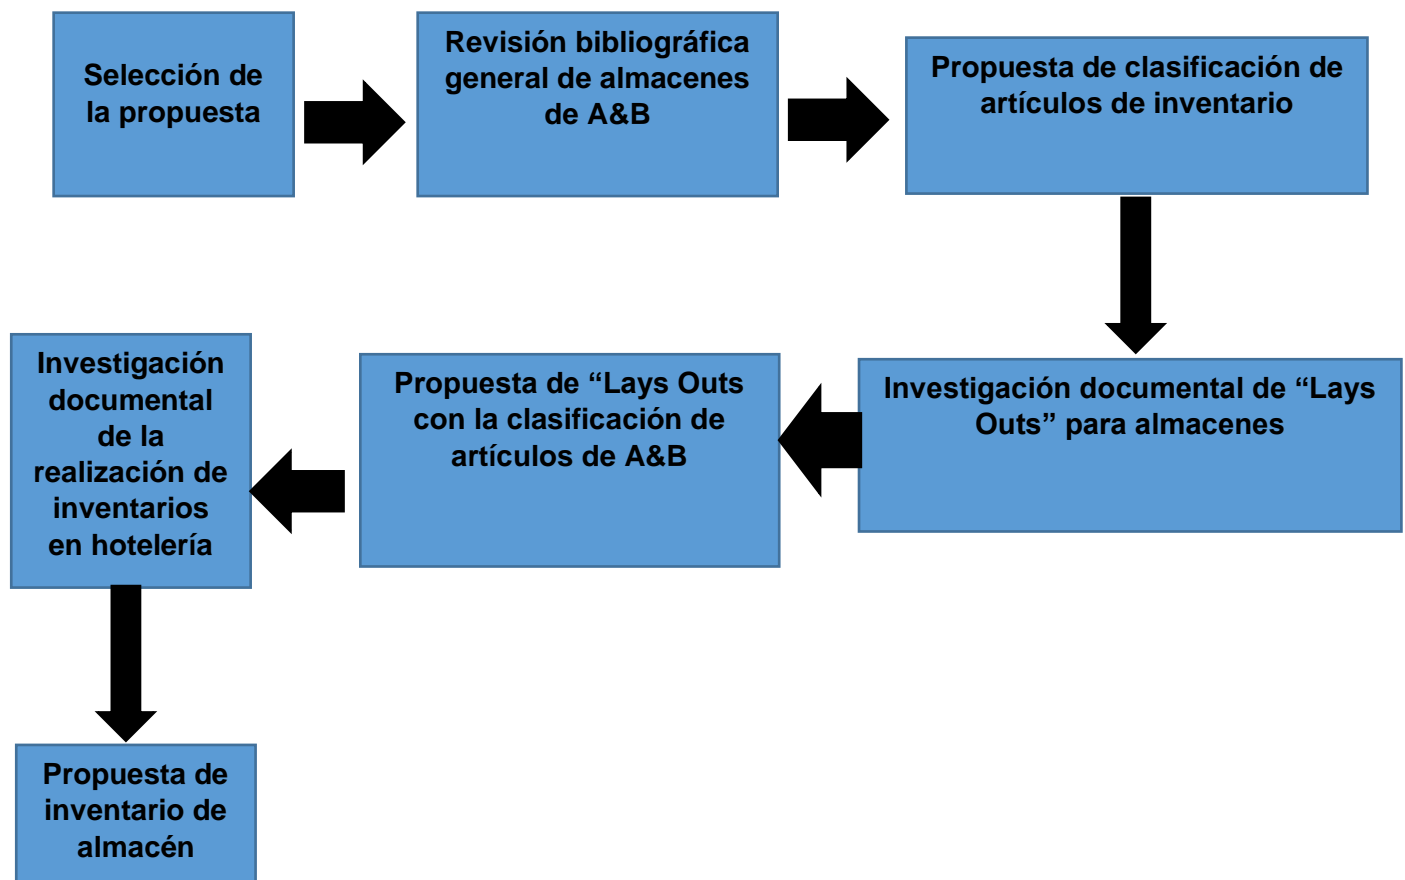 Selección de
la propuesta
Revisión bibliográfica
general de almacenes
de A&B
Propuesta de clasificación de
artículos de inventario
Investigación documental de “Lays
Outs” para almacenes
Propuesta de “Lays Outs
con la clasificación de
artículos de A&B
Investigación
documental
de la
realización de
inventarios
en hotelería
Propuesta de
inventario de
almacén